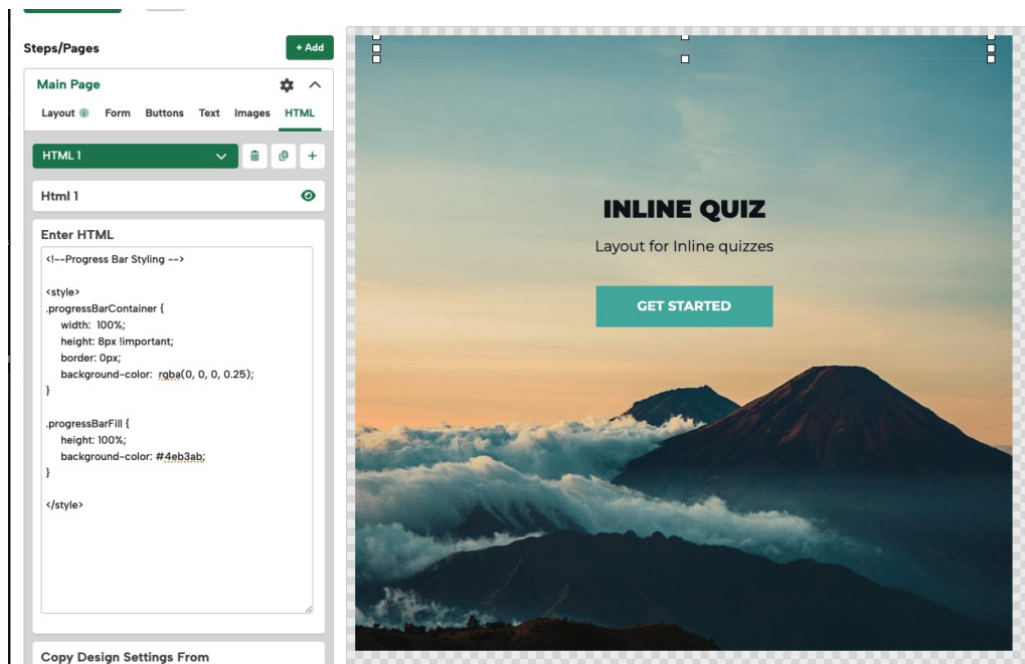 Steps/Pages
+ Add
Main Page
Layout Form Buttons Text Images HTML
HTML 1
Html 1
Enter HTML
<!--Progress Bar Styling -->
<style>
.progressBarContainer {
width: 100%;
height: 8px !important;
border: 0px;
background-color: rgba(0, 0, 0, 0.25);
}
.progressBarFill {
height: 100%;
background-color: #4eb3ab;
}
</style>
Copy Design Settings From
INLINE QUIZ
Layout for Inline quizzes
GET STARTED